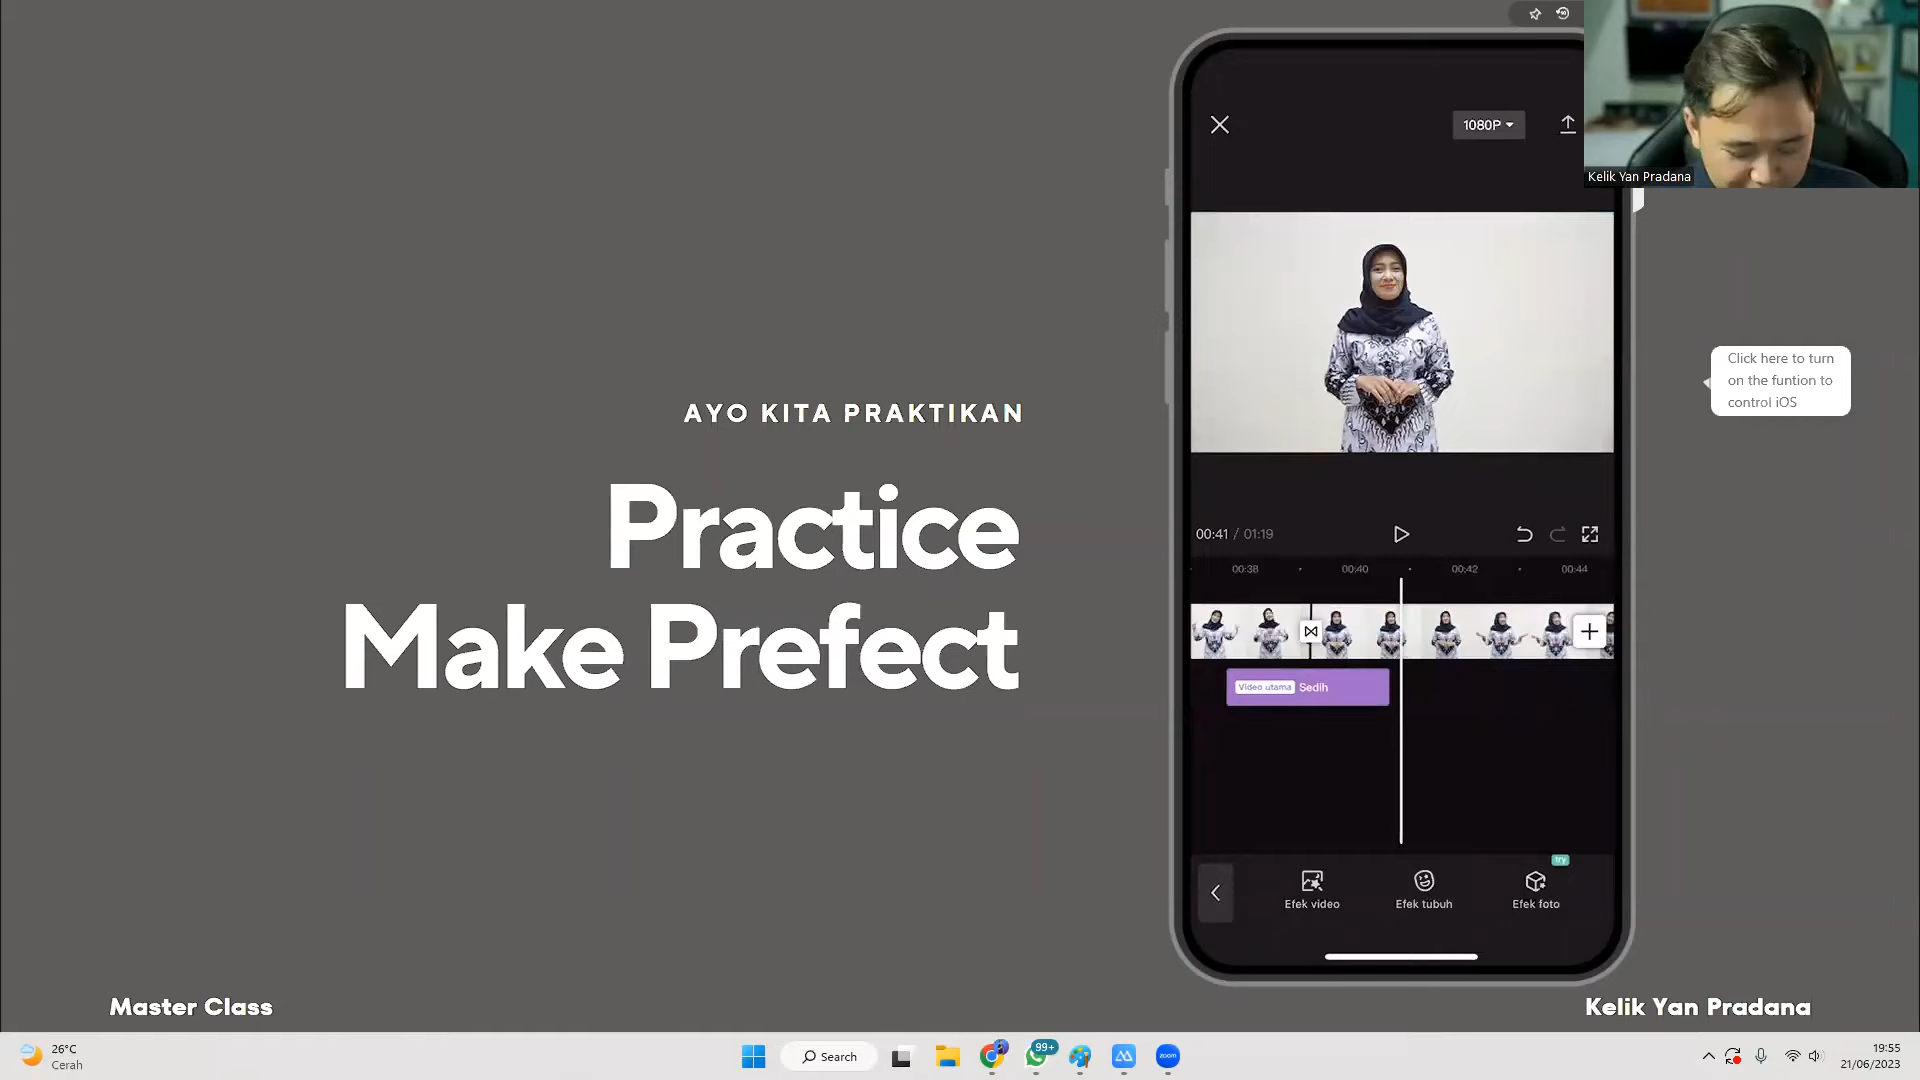 1080P
Kelik Yan Pradana
Click here to turn
on the funtion to
control iOS
AYO KITA PRAKTIKAN
Practice
Make Prefect
00:41 / 01:19
00:38
00:40
00:42
00:44
Video utama Sedih
try
Efek video
Efek tubuh
Efek foto
Master Class
Kelik Yan Pradana
26°C
Cerah
Search
99+
zoom
19:55
21/06/2023